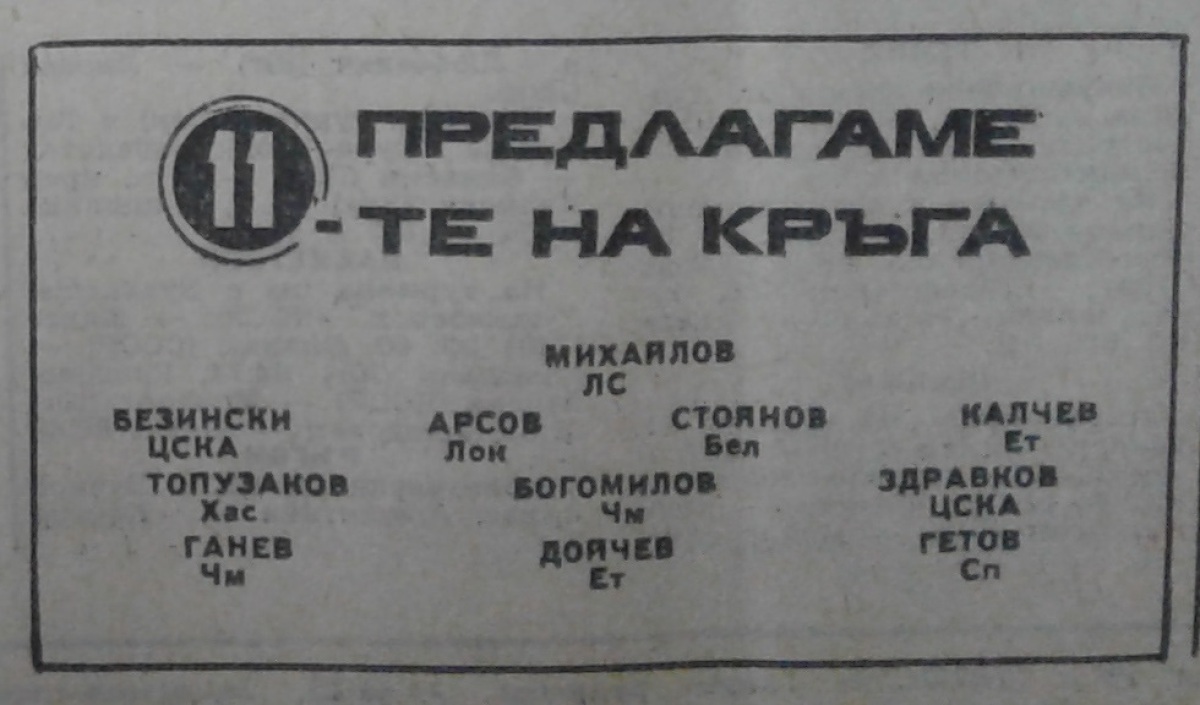 ПРЕДЛАГАМЕ
11-ТЕ НА КРЪГА
МИХАЙЛОВ
ЛС
БЕЗИНСКИ АРСОВ СТОЯНОВ КАЛЧЕВ
ЦСКА Лок Бел Ет
ТОПУЗАКОВ БОГОМИЛОВ ЗДРАВКОВ
Хас Чм ЦСКА
ГАНЕВ ДОЙЧЕВ ГЕТОВ
Чм Ет Сп